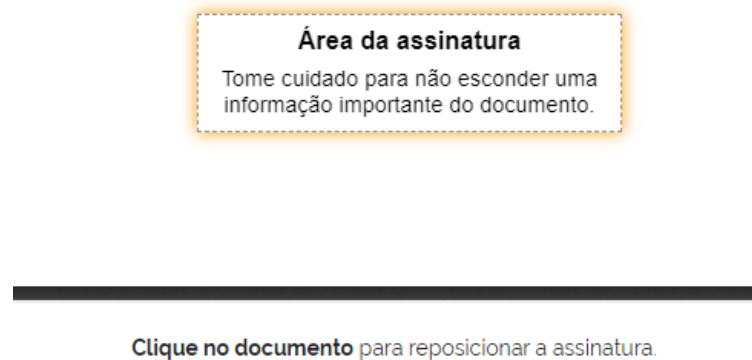 Área da assinatura
Tome cuidado para não esconder uma
informação importante do documento.
Clique no documento para reposicionar a assinatura.